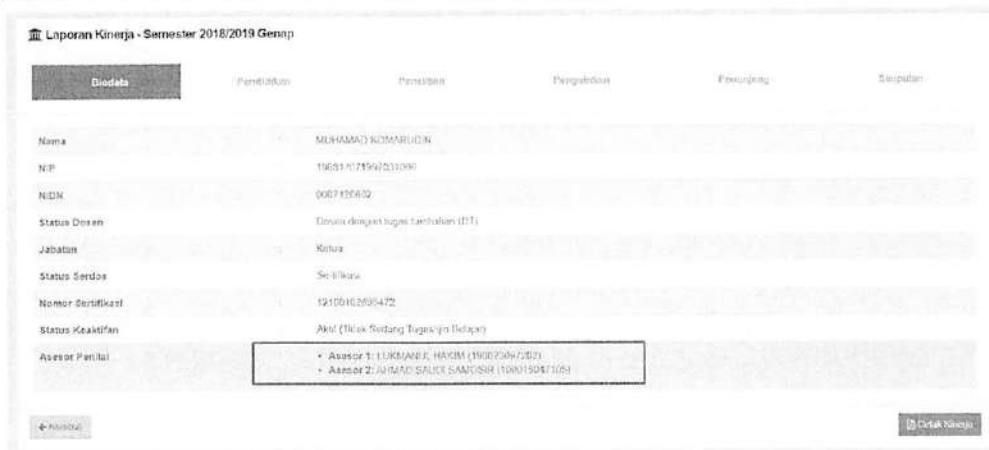 Laporan Kinerja - Semester 2018/2019 Genap
Biodata Pendidikan Penelitian Pengabdian Penunjang Simpulan
Nama MUHAMAD KOMARUDIN
NIP
NIDN
Status Dosen Dosen dengan tugas tambahan (DT)
Jabatan : Ketua
Status Serdos Sertifikasi
Nomor Sertifikasi :
Status Keaktifan : Aktif (Tidak Sedang Tugas/Ijin Belajar)
Asesor Penilai • Asesor 1: LUKMANUL HAKIM
• Asesor 2: AHMAD SAUDI SAMOSIR
Kembali Cetak Kinerja